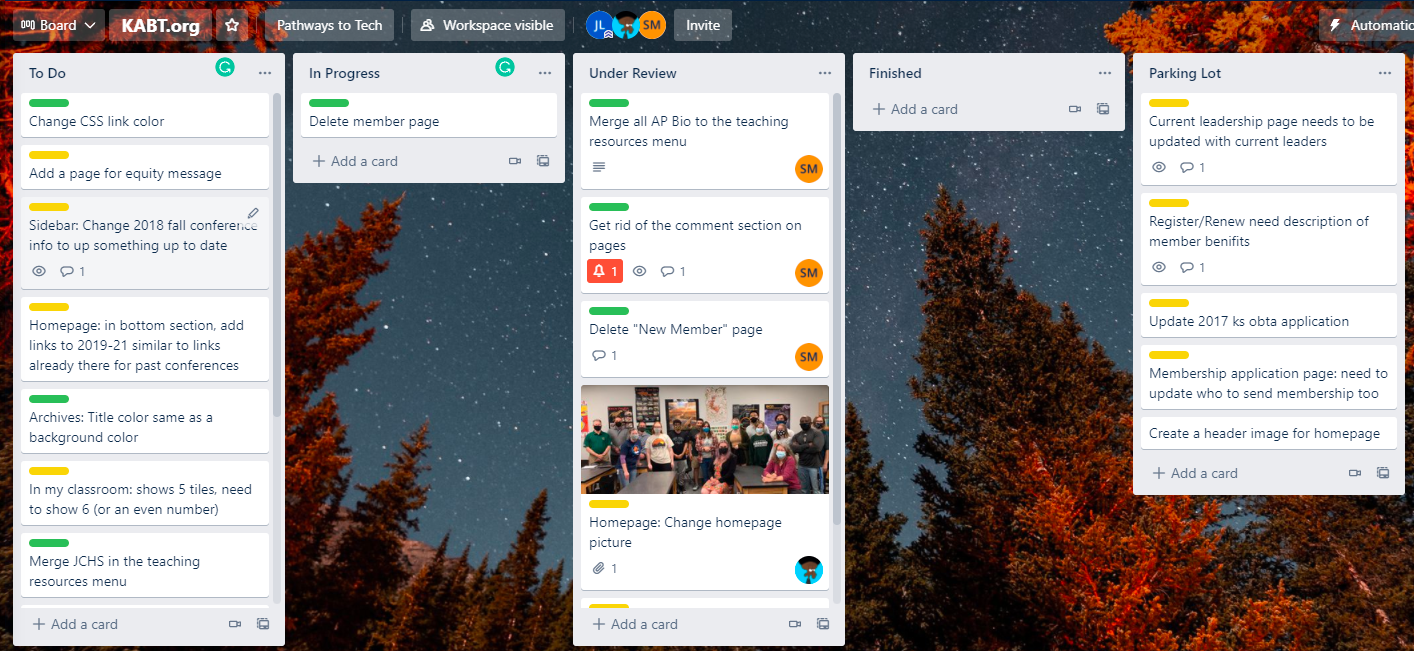 Board
KABT.org
Pathways to Tech
Workspace visible
JL
SM
Invite
Automatic
To Do
Change CSS link color
Add a page for equity message
Sidebar: Change 2018 fall conference
info to up something up to date
1
Homepage: in bottom section, add
links to 2019-21 similar to links
already there for past conferences
Archives: Title color same as a
background color
In my classroom: shows 5 tiles, need
to show 6 (or an even number)
Merge JCHS in the teaching
resources menu
+ Add a card
In Progress
Delete member page
+ Add a card
Under Review
Merge all AP Bio to the teaching
resources menu
SM
Get rid of the comment section on
pages
1
1
SM
Delete "New Member" page
1
SM
Homepage: Change homepage
picture
1
+ Add a card
Finished
+ Add a card
Parking Lot
Current leadership page needs to be
updated with current leaders
1
Register/Renew need description of
member benifits
1
Update 2017 ks obta application
Membership application page: need to
update who to send membership too
Create a header image for homepage
+ Add a card